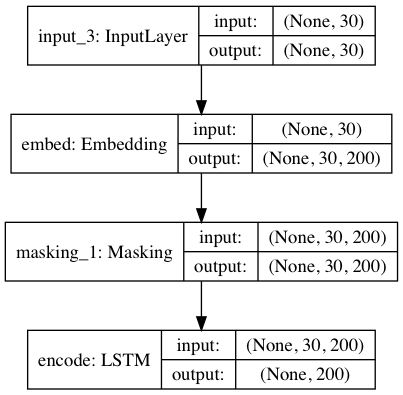 input_3: InputLayer
input: (None, 30)
output: (None, 30)
embed: Embedding
input: (None, 30)
output: (None, 30, 200)
masking_1: Masking
input: (None, 30, 200)
output: (None, 30, 200)
encode: LSTM
input: (None, 30, 200)
output: (None, 200)